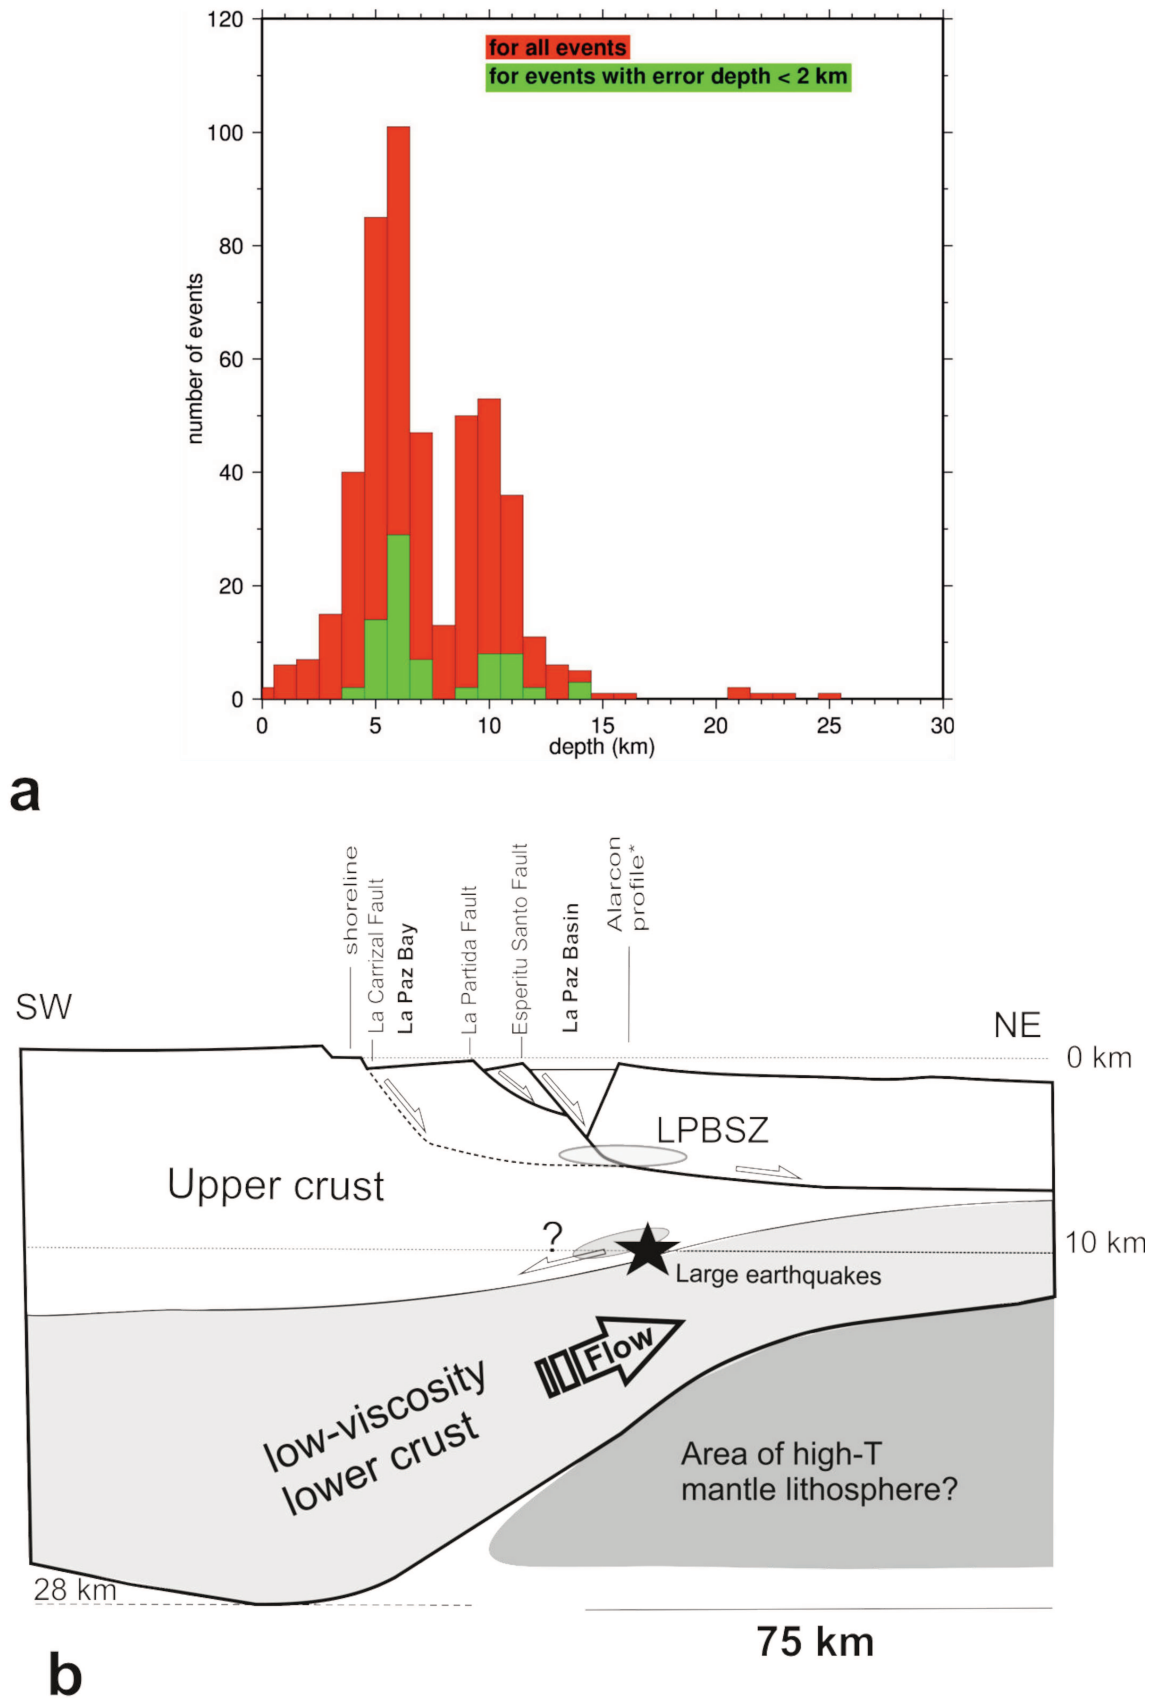 120
100
80
60
40
20
0
number of events
for all events
for events with error depth < 2 km
0 5 10 15 20 25 30
depth (km)
a
shoreline
La Carrizal Fault
La Paz Bay
La Partida Fault
Esperitu Santo Fault
La Paz Basin
Alarcon
profile*
SW
NE
0 km
LPBSZ
Upper crust
?
10 km
Large earthquakes
Flow
low-viscosity
lower crust
Area of high-T
mantle lithosphere?
28 km
75 km
b